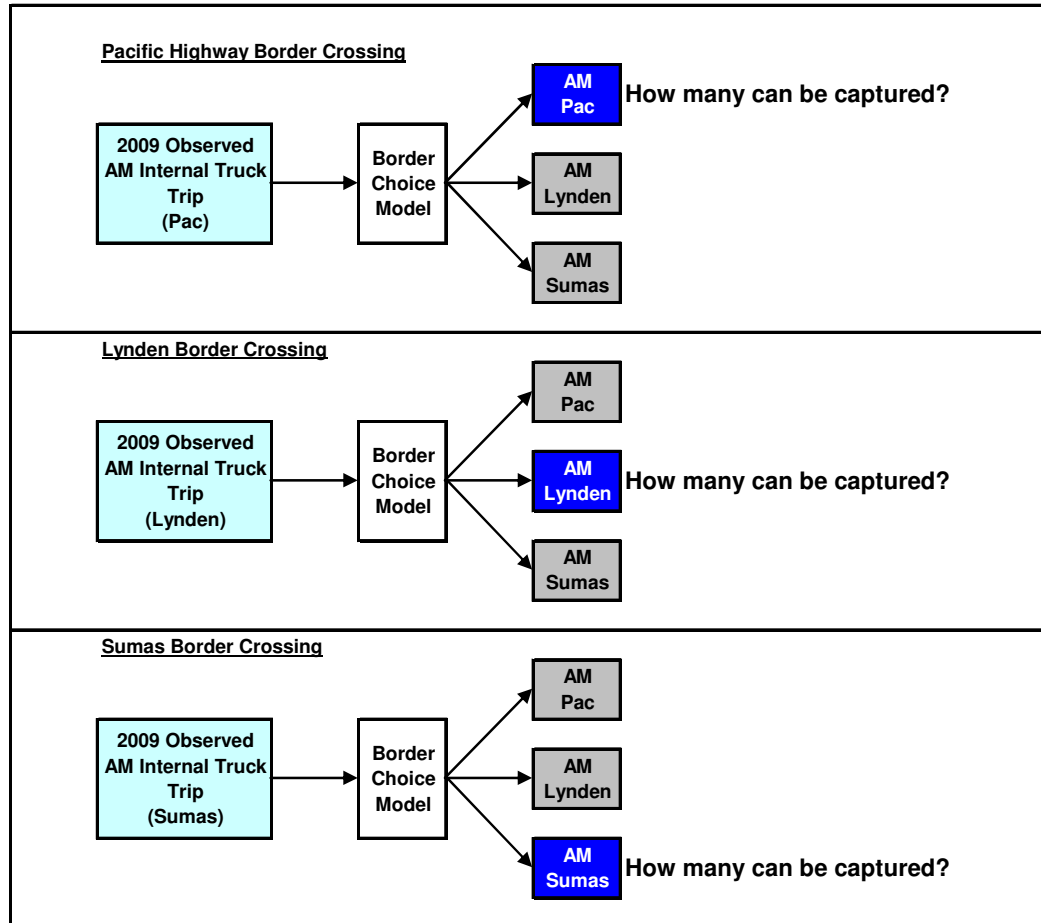 Pacific Highway Border Crossing
2009 Observed
AM Internal Truck
Trip
(Pac)
Border
Choice
Model
AM
Pac
How many can be captured?
AM
Lynden
AM
Sumas
Lynden Border Crossing
2009 Observed
AM Internal Truck
Trip
(Lynden)
Border
Choice
Model
AM
Pac
AM
Lynden
How many can be captured?
AM
Sumas
Sumas Border Crossing
2009 Observed
AM Internal Truck
Trip
(Sumas)
Border
Choice
Model
AM
Pac
AM
Lynden
AM
Sumas
How many can be captured?